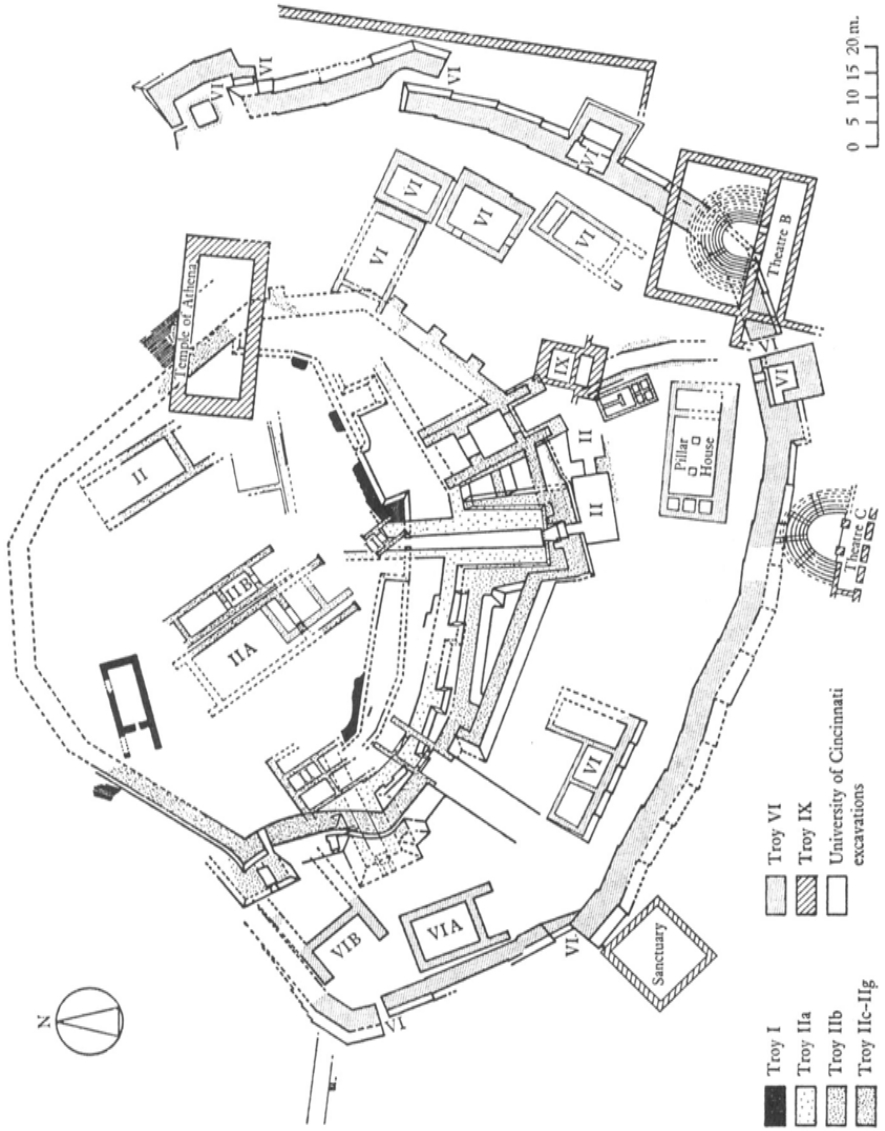 N
VI
VI
VI
VI
Temple of Athena
VI
VI
VI
VI
II
IIB
IIA
IX
II
II
Pillar
House
Theatre B
VI
VI
Theatre C
VI
VIB
VIA
VI
VI
Sanctuary
0 5 10 15 20 m.
Troy I
Troy IIa
Troy IIb
Troy IIc–IIg
Troy VI
Troy IX
University of Cincinnati
excavations